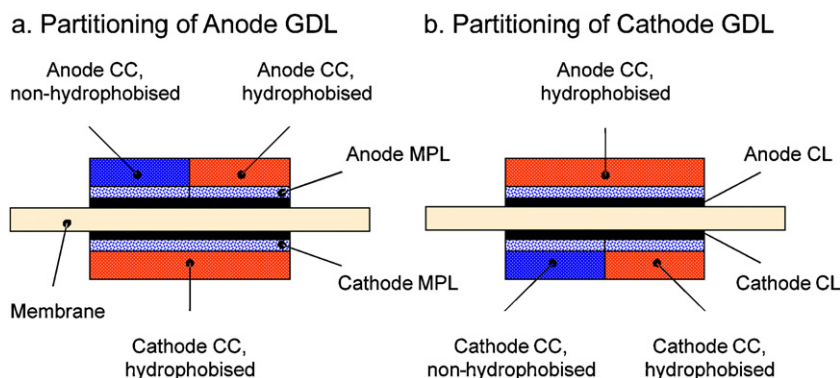 a. Partitioning of Anode GDL
Anode CC,
non-hydrophobised
Anode CC,
hydrophobised
Anode MPL
Cathode MPL
Membrane
Cathode CC,
hydrophobised
b. Partitioning of Cathode GDL
Anode CC,
hydrophobised
Anode CL
Cathode CL
Cathode CC,
non-hydrophobised
Cathode CC,
hydrophobised